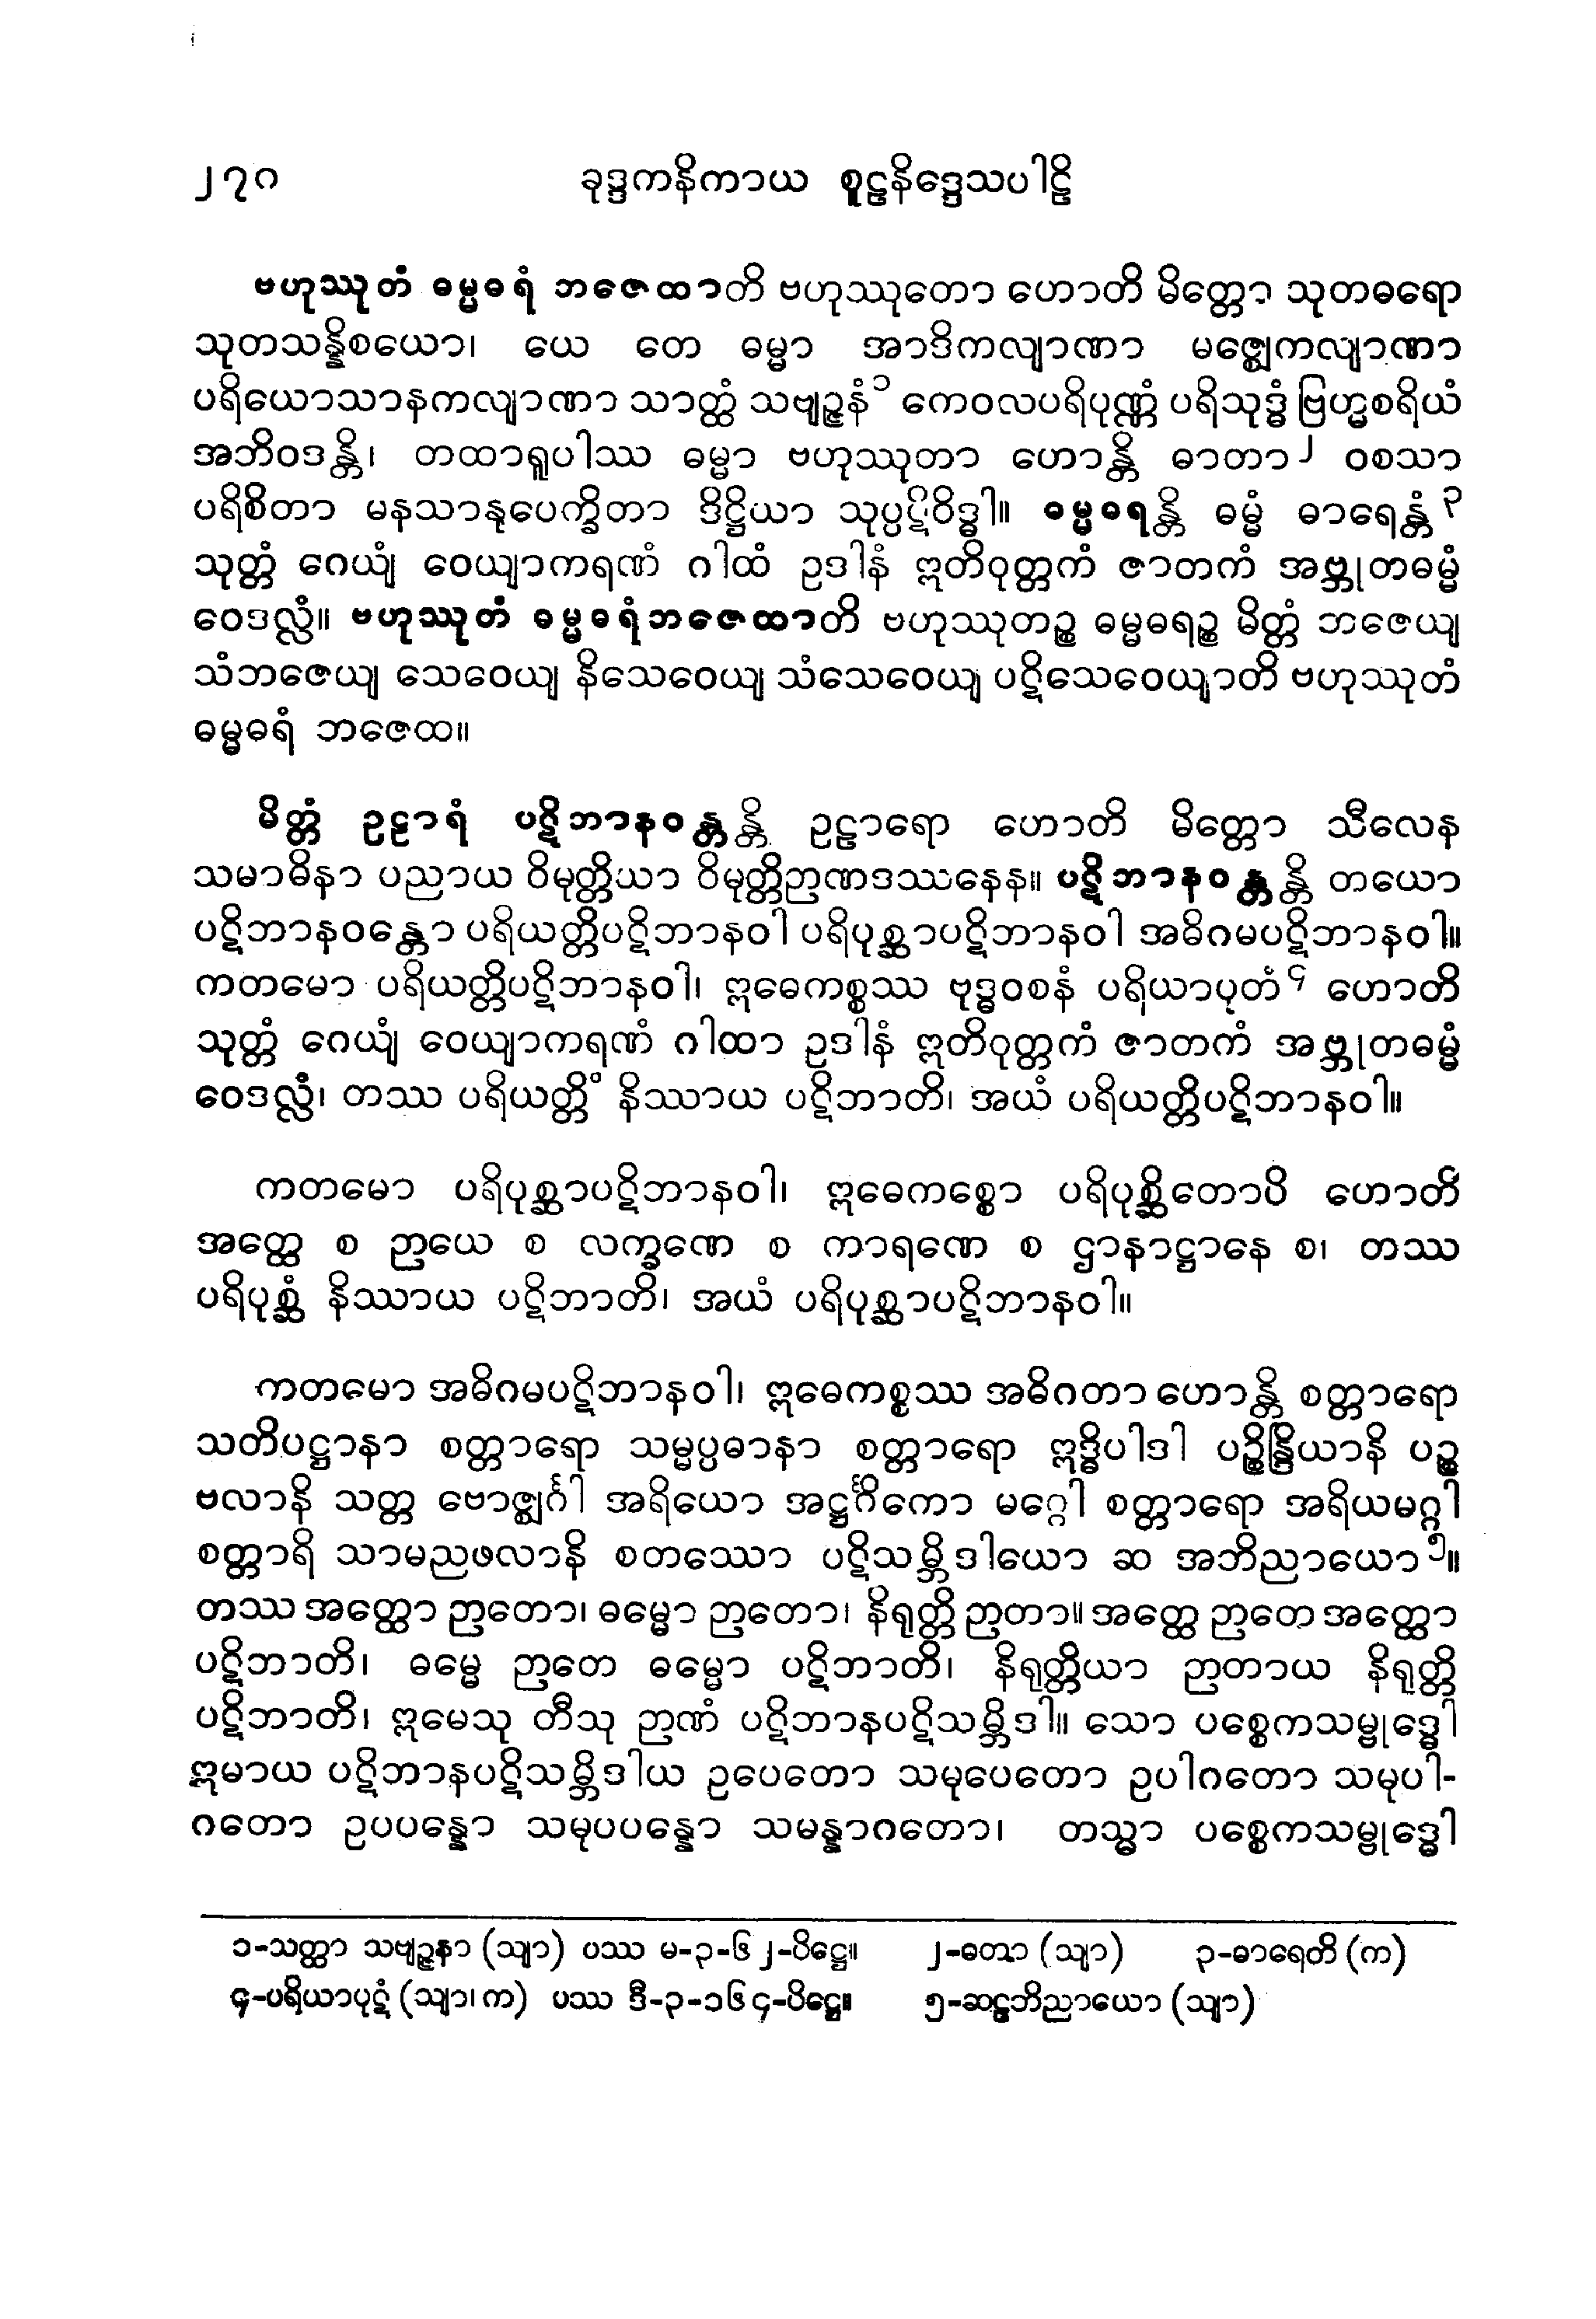 ၂၇၀ ခုဒ္ဒကနိကာယ စူဠနိဒ္ဒေသပါဠိ
ဗဟုဿုတံ ဓမ္မဓရံ ဘဇေထာတိ ဗဟုဿုတော ဟောတိ မိတ္တော သုတဓရော
သုတသန္နိစယော၊ ယေ တေ ဓမ္မာ အာဒိကလျာဏာ မဇ္ဈေကလျာဏာ
ပရိယောသာနကလျာဏာ သာတ္ထံ သဗျဉ္ဇနံ၁ ကေဝလပရိပုဏ္ဏံ ပရိသုဒ္ဓံ ဗြဟ္မစရိယံ
အဘိဝဒန္တိ၊ တထာရူပါဿ ဓမ္မာ ဗဟုဿုတာ ဟောန္တိ ဓာတာ၂ ဝစသာ
ပရိစိတာ မနသာနုပေက္ခိတာ ဒိဋ္ဌိယာ သုပ္ပဋိဝိဒ္ဓါ။ ဓမ္မဓရန္တိ ဓမ္မံ ဓာရေန္တံ၃
သုတ္တံ ဂေယျံ ဝေယျာကရဏံ ဂါထံ ဥဒါနံ ဣတိဝုတ္တကံ ဇာတကံ အဗ္ဘုတဓမ္မံ
ဝေဒလ္လံ။ ဗဟုဿုတံ ဓမ္မဓရံဘဇေထာတိ ဗဟုဿုတဉ္စ ဓမ္မဓရဉ္စ မိတ္တံ ဘဇေယျ
သံဘဇေယျ သေဝေယျ နိသေဝေယျ သံသေဝေယျ ပဋိသေဝေယျာတိ ဗဟုဿုတံ
ဓမ္မဓရံ ဘဇေထ။
မိတ္တံ ဥဠာရံ ပဋိဘာနဝန္တန္တိ ဥဠာရော ဟောတိ မိတ္တော သီလေန
သမာဓိနာ ပညာယ ဝိမုတ္တိယာ ဝိမုတ္တိဉာဏဒဿနေန။ ပဋိဘာနဝန္တန္တိ တယော
ပဋိဘာနဝန္တော ပရိယတ္တိပဋိဘာနဝါ ပရိပုစ္ဆာပဋိဘာနဝါ အဓိဂမပဋိဘာနဝါ။
ကတမော ပရိယတ္တိပဋိဘာနဝါ၊ ဣဓေကစ္စဿ ဗုဒ္ဓဝစနံ ပရိယာပုတံ၄ ဟောတိ
သုတ္တံ ဂေယျံ ဝေယျာကရဏံ ဂါထာ ဥဒါနံ ဣတိဝုတ္တကံ ဇာတကံ အဗ္ဘုတဓမ္မံ
ဝေဒလ္လံ၊ တဿ ပရိယတ္တိံ နိဿာယ ပဋိဘာတိ၊ အယံ ပရိယတ္တိပဋိဘာနဝါ။
ကတမော ပရိပုစ္ဆာပဋိဘာနဝါ၊ ဣဓေကစ္စော ပရိပုစ္ဆိတောပိ ဟောတိ
အတ္ထေ စ ဉာယေ စ လက္ခဏေ စ ကာရဏေ စ ဌာနာဋ္ဌာနေ စ၊ တဿ
ပရိပုစ္ဆံ နိဿာယ ပဋိဘာတိ၊ အယံ ပရိပုစ္ဆာပဋိဘာနဝါ။
ကတမော အဓိဂမပဋိဘာနဝါ၊ ဣဓေကစ္စဿ အဓိဂတာ ဟောန္တိ စတ္တာရော
သတိပဋ္ဌာနာ စတ္တာရော သမ္မပ္ပဓာနာ စတ္တာရော ဣဒ္ဓိပါဒါ ပဉ္စိန္ဒြိယာနိ ပဉ္စ
ဗလာနိ သတ္တ ဗောဇ္ဈင်္ဂါ အရိယော အဋ္ဌင်္ဂိကော မဂ္ဂေါ စတ္တာရော အရိယမဂ္ဂါ
စတ္တာရိ သာမညဖလာနိ စတဿော ပဋိသမ္ဘိဒါယော ဆ အဘိညာယော၅။
တဿ အတ္ထော ဉာတော၊ ဓမ္မော ဉာတော၊ နိရုတ္တိ ဉာတာ။ အတ္ထေ ဉာတေ အတ္ထော
ပဋိဘာတိ၊ ဓမ္မေ ဉာတေ ဓမ္မော ပဋိဘာတိ၊ နိရုတ္တိယာ ဉာတာယ နိရုတ္တိ
ပဋိဘာတိ၊ ဣမေသု တီသု ဉာဏံ ပဋိဘာနပဋိသမ္ဘိဒါ။ သော ပစ္စေကသမ္ဗုဒ္ဓေါ
ဣမာယ ပဋိဘာနပဋိသမ္ဘိဒါယ ဥပေတော သမုပေတော ဥပါဂတော သမုပါ-
ဂတော ဥပပန္နော သမုပပန္နော သမန္နာဂတော၊ တသ္မာ ပစ္စေကသမ္ဗုဒ္ဓေါ
၁-သတ္ထာ သဗျဉ္ဇနာ (သျာ) ပဿ မ-၃-၆၂-ပိဋ္ဌေ။ ၂-ဓတာ (သျာ) ၃-ဓာရေတိ (က)
၄-ပရိယာပုဋံ (သျာ၊ က) ပဿ ဒီ-၃-၁၆၄-ပိဋ္ဌေ။ ၅-ဆဠဘိညာယော (သျာ)